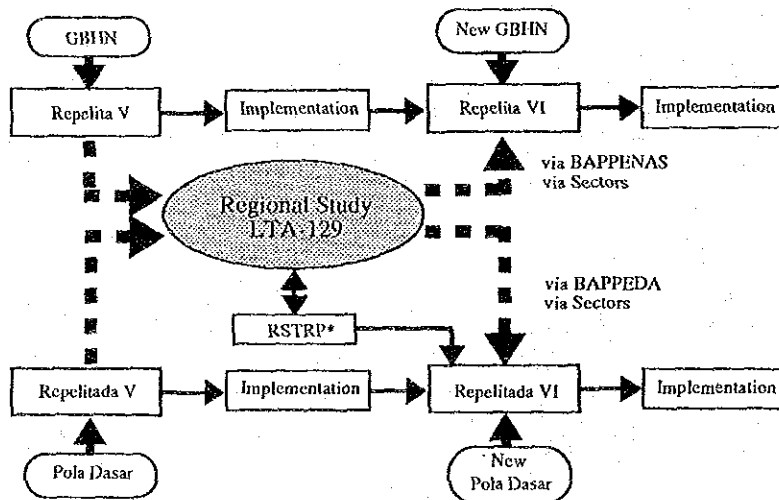 GBHN
New GBHN
Repelita V
Implementation
Repelita VI
Implementation
via BAPPENAS
via Sectors
Regional Study
LTA-129
via BAPPEDA
via Sectors
RSTRP*
Repelitada V
Implementation
Repelitada VI
Implementation
Pola Dasar
New
Pola Dasar